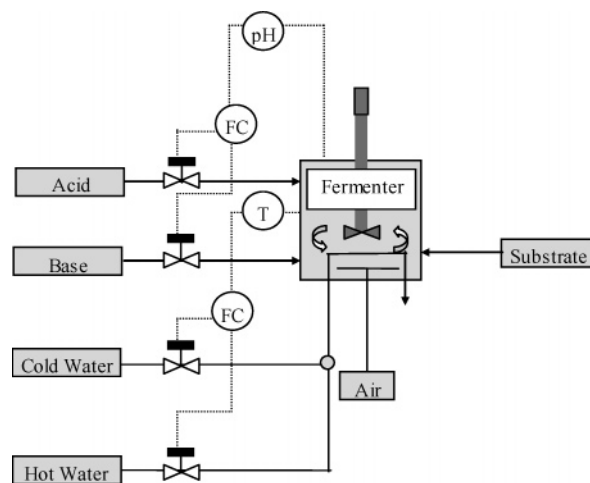 pH
FC
Acid
Fermenter
T
Base
Substrate
FC
Cold Water
Air
Hot Water